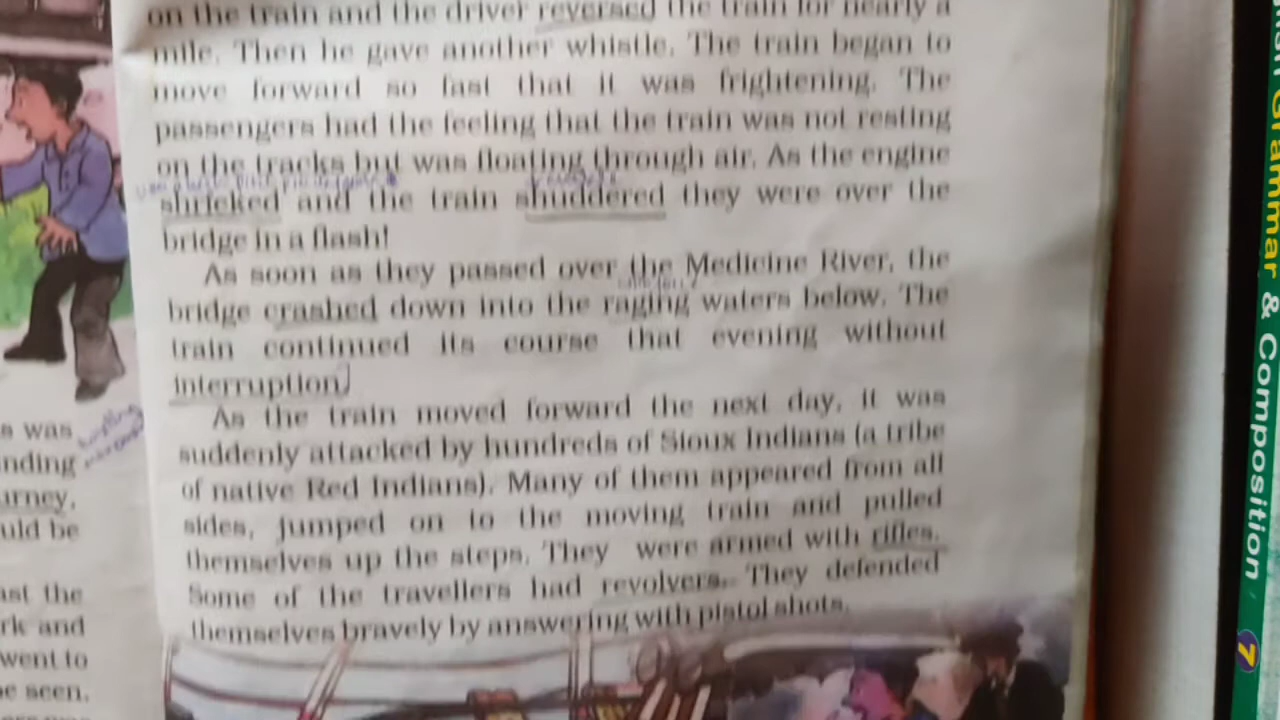 on the train and the driver reversed the train for nearly a
mile. Then he gave another whistle. The train began to
move forward so fast that it was frightening. The
passengers had the feeling that the train was not resting
on the tracks but was floating through air. As the engine
shrieked and the train shuddered they were over the
bridge in a flash!
As soon as they passed over the Medicine River, the
bridge crashed down into the raging waters below. The
train continued its course that evening without
interruption.
As the train moved forward the next day, it was
suddenly attacked by hundreds of Sioux Indians (a tribe
of native Red Indians). Many of them appeared from all
sides, jumped on to the moving train and pulled
themselves up the steps. They were armed with rifles.
Some of the travellers had revolvers. They defended
themselves bravely by answering with pistol shots.
s was
nding
urney,
uld be
ast the
rk and
went to
be seen.
Grammar & Composition 7